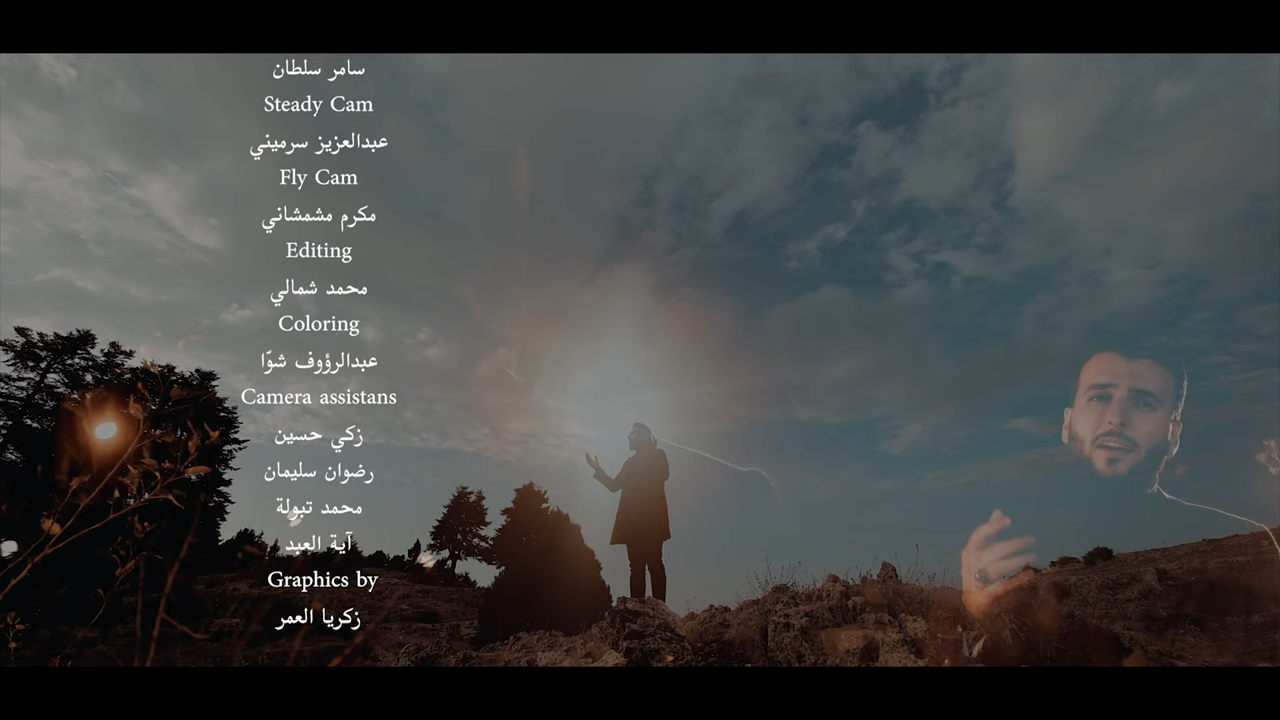 سامر سلطان
Steady Cam
عبدالعزيز سرميني
Fly Cam
مكرم مشمشاني
Editing
محمد شمالي
Coloring
عبدالرؤوف شوّا
Camera assistans
زكي حسين
رضوان سليمان
محمد تبولة
آية العبد
Graphics by
زكريا العمر